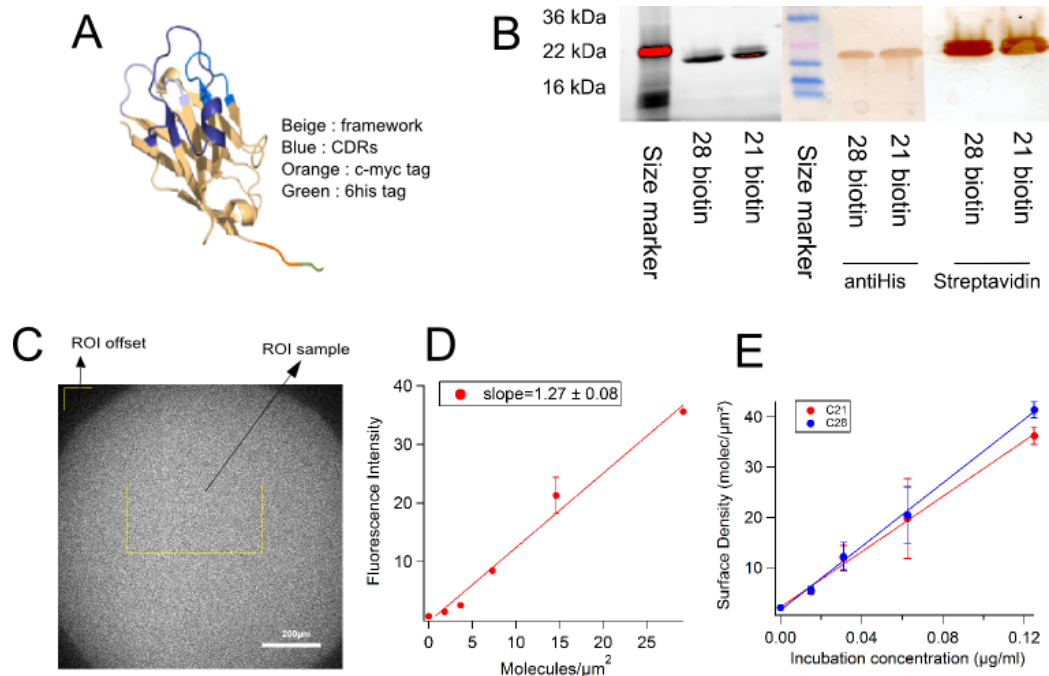 A
Beige : framework
Blue : CDRs
Orange : c-myc tag
Green : 6his tag
B
36 kDa
22 kDa
16 kDa
Size marker
28 biotin
21 biotin
Size marker
28 biotin
21 biotin
28 biotin
21 biotin
antiHis
Streptavidin
C
ROI offset
ROI sample
200µm
D
slope=1.27 ± 0.08
Fluorescence Intensity
40
30
20
10
0
5
10
15
20
25
Molecules/µm²
E
C21
C28
Surface Density (molec/µm²)
40
30
20
10
0.00
0.04
0.08
0.12
Incubation concentration (µg/ml)